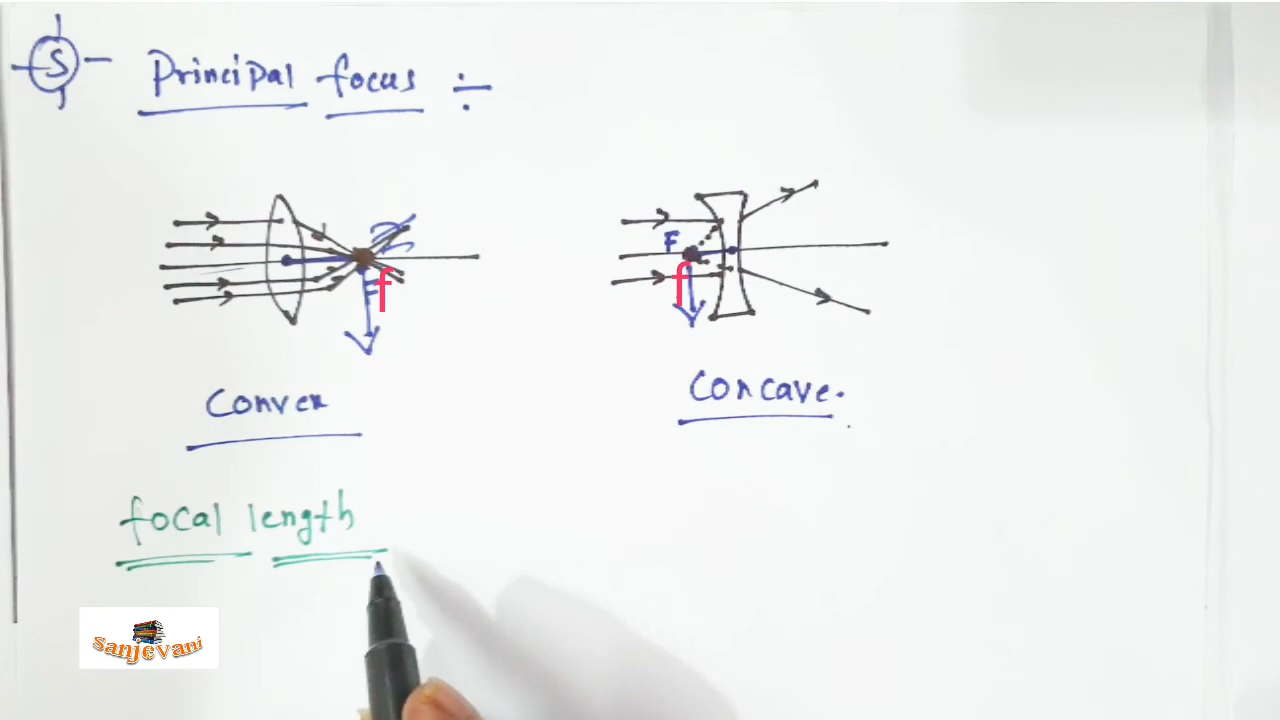 S
Principal focus ÷
F
f
F
f
Convex
Concave.
focal length
Sanjevani